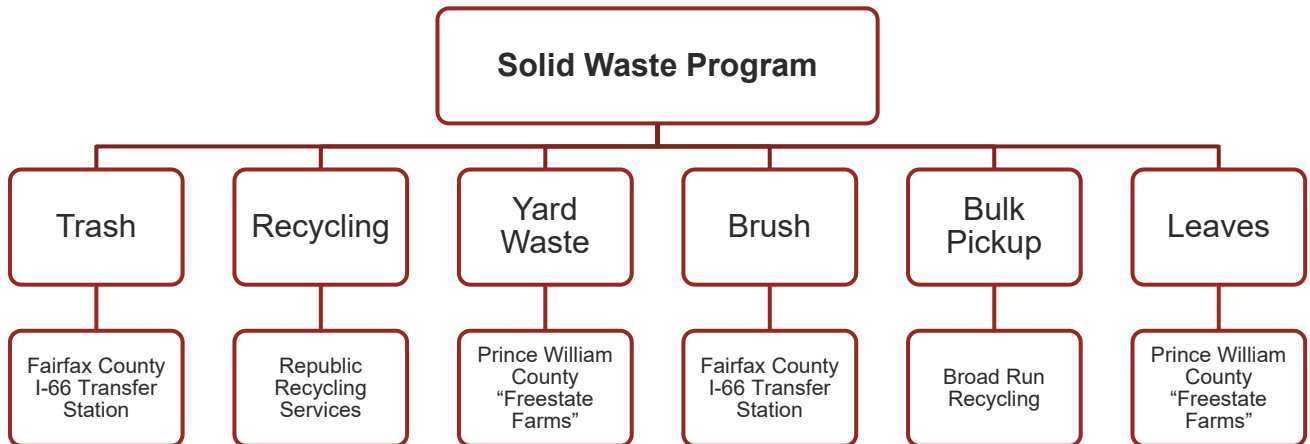 Solid Waste Program
Trash
Recycling
Yard
Waste
Brush
Bulk
Pickup
Leaves
Fairfax County
I-66 Transfer
Station
Republic
Recycling
Services
Prince William
County
“Freestate
Farms”
Fairfax County
I-66 Transfer
Station
Broad Run
Recycling
Prince William
County
“Freestate
Farms”